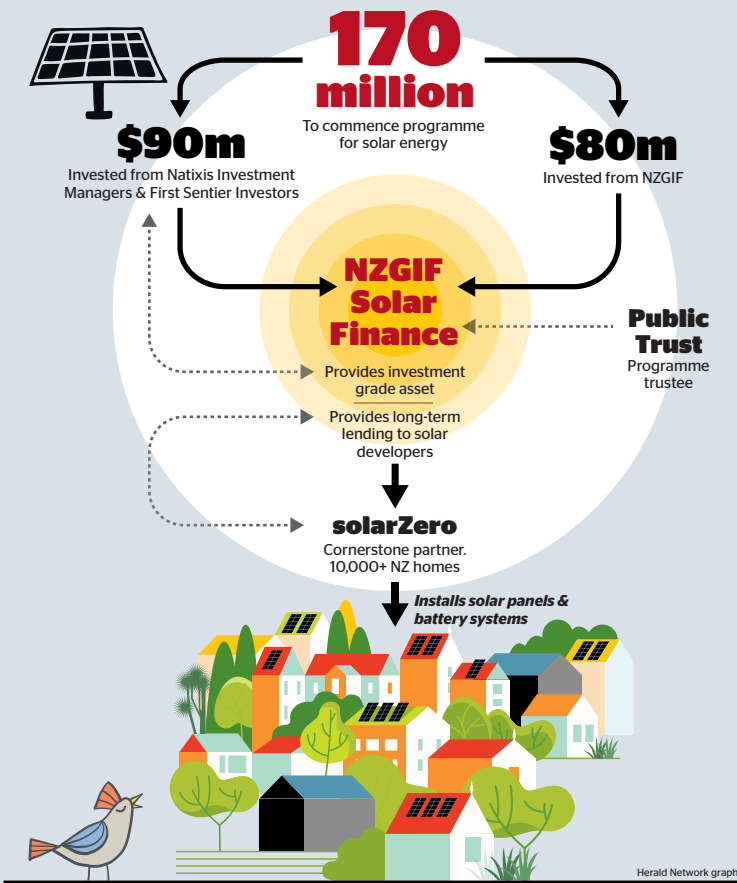 170
million
To commence programme
for solar energy
$90m
Invested from Natixis Investment
Managers & First Sentier Investors
$80m
Invested from NZGIF
NZGIF
Solar
Finance
Provides investment
grade asset
Provides long-term
lending to solar
developers
Public
Trust
Programme
trustee
solarZero
Cornerstone partner.
10,000+ NZ homes
Installs solar panels &
battery systems
Herald Network graph